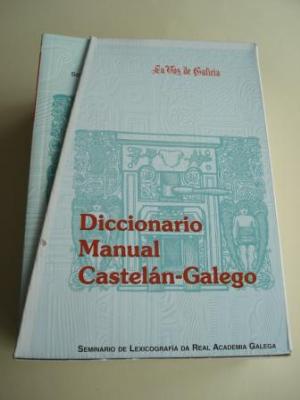 La Voz de Galicia
Diccionario
Manual
Castelán-Galego
SEMINARIO DE LEXICOGRAFÍA DA REAL ACADEMIA GALEGA